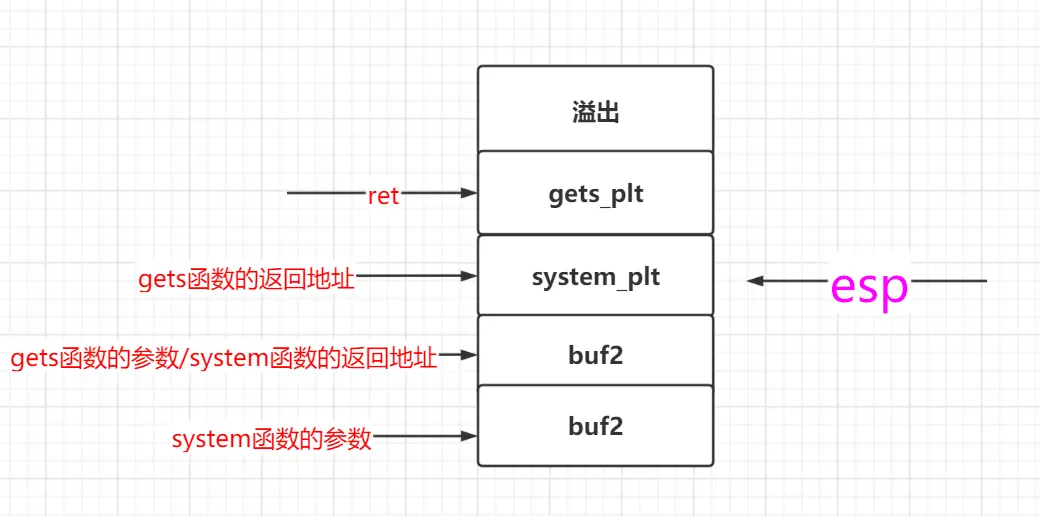 溢出
ret
gets_plt
gets函数的返回地址
system_plt
esp
gets函数的参数/system函数的返回地址
buf2
system函数的参数
buf2